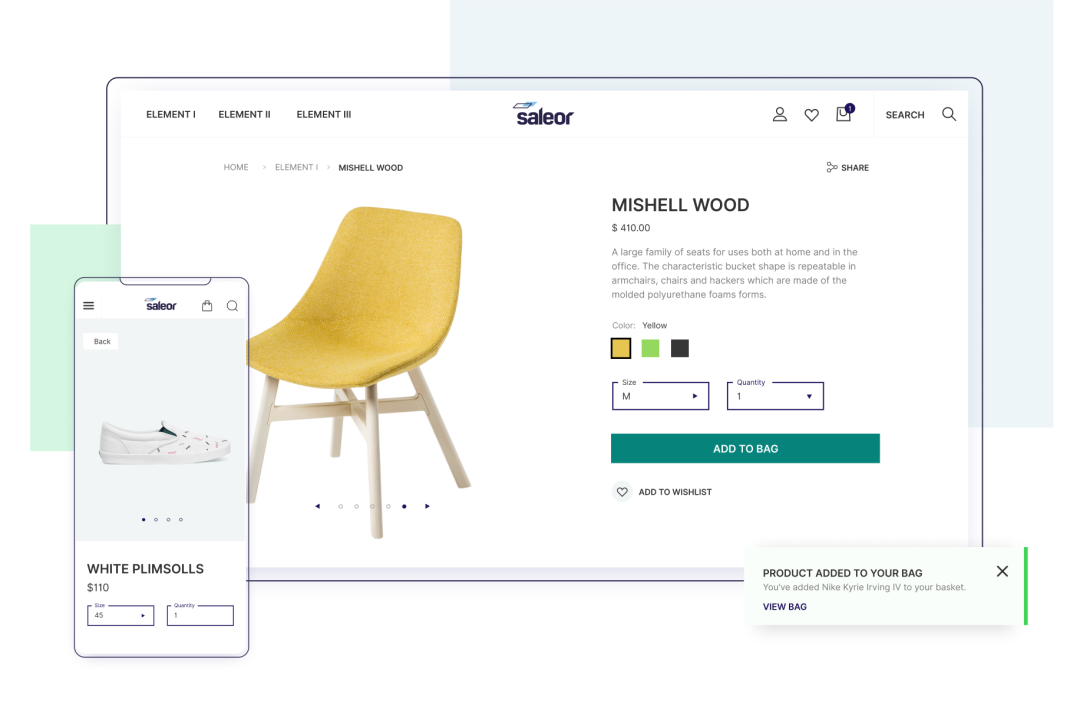 ELEMENT I ELEMENT II ELEMENT III saleor 1 SEARCH
HOME > ELEMENT I > MISHELL WOOD SHARE
MISHELL WOOD
$ 410.00
A large family of seats for uses both at home and in the
office. The characteristic bucket shape is repeatable in
armchairs, chairs and hackers which are made of the
molded polyurethane foams forms.
Color: Yellow
Size Quantity
M 1
ADD TO BAG
ADD TO WISHLIST
saleor
Back
WHITE PLIMSOLLS
$110
Size Quantity
45 1
PRODUCT ADDED TO YOUR BAG
You've added Nike Kyrie Irving IV to your basket.
VIEW BAG